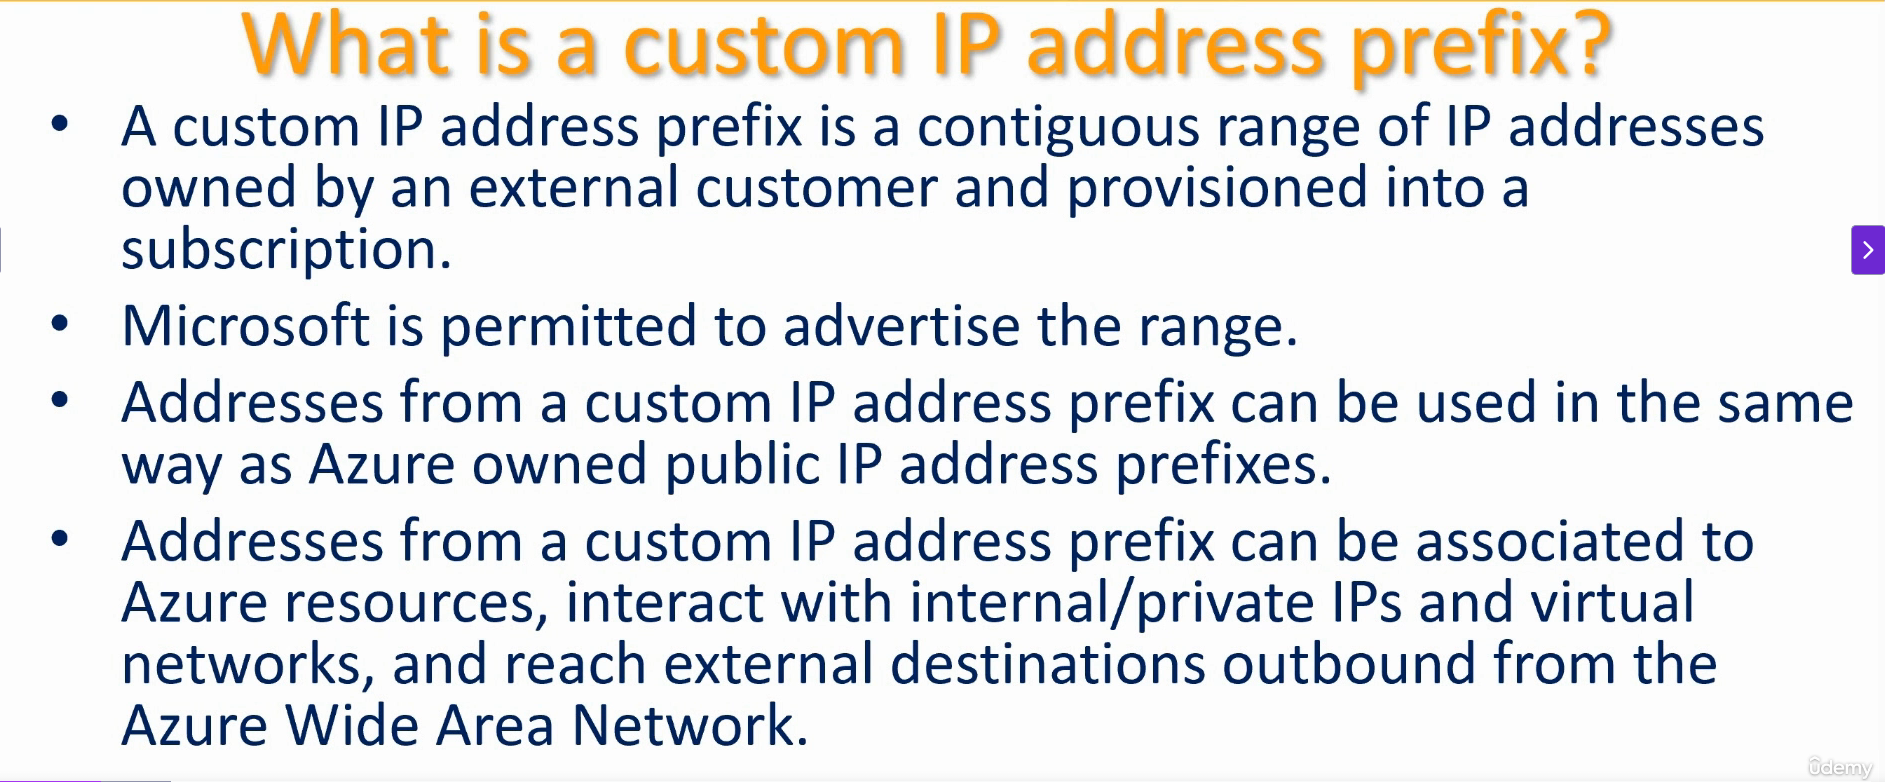 What is a custom IP address prefix?
• A custom IP address prefix is a contiguous range of IP addresses
owned by an external customer and provisioned into a
subscription.
• Microsoft is permitted to advertise the range.
• Addresses from a custom IP address prefix can be used in the same
way as Azure owned public IP address prefixes.
• Addresses from a custom IP address prefix can be associated to
Azure resources, interact with internal/private IPs and virtual
networks, and reach external destinations outbound from the
Azure Wide Area Network.
ûdemy